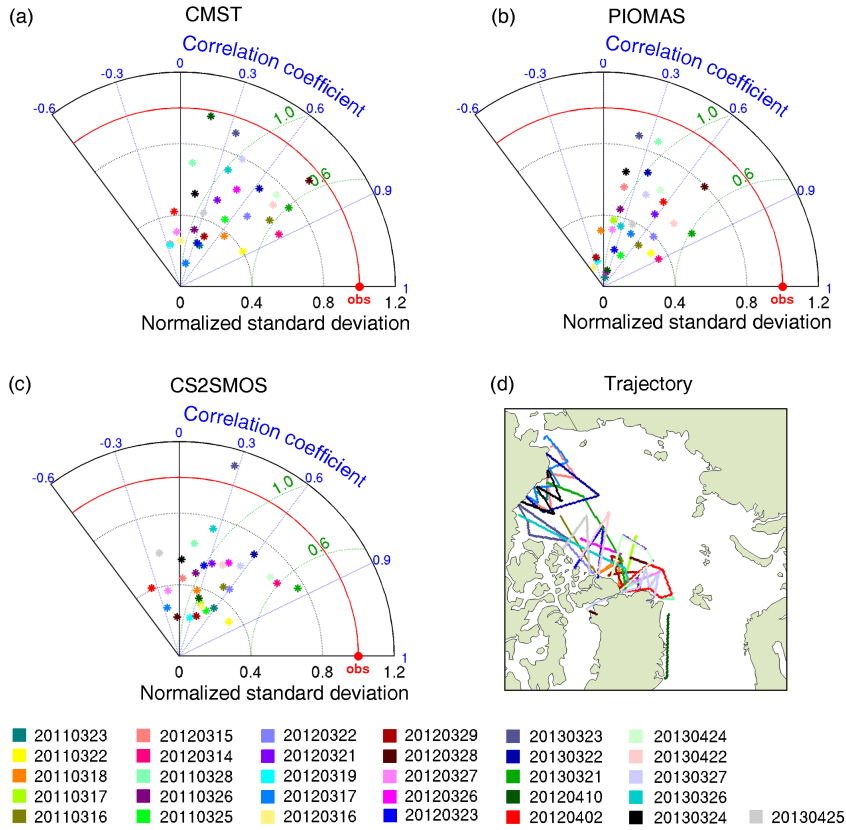 (a) CMST
Correlation coefficient
-0.6 -0.3 0 0.3 0.6 0.9 1
1.0 0.6
0 0.4 0.8 1.2
obs
Normalized standard deviation
(b) PIOMAS
Correlation coefficient
-0.6 -0.3 0 0.3 0.6 0.9 1
1.0 0.6
0 0.4 0.8 1.2
obs
Normalized standard deviation
(c) CS2SMOS
Correlation coefficient
-0.6 -0.3 0 0.3 0.6 0.9 1
1.0 0.6
0 0.4 0.8 1.2
obs
Normalized standard deviation
(d) Trajectory
20110323 20120315 20120322 20120329 20130323 20130424
20110322 20120314 20120321 20120328 20130322 20130422
20110318 20110328 20120319 20120327 20130321 20130327
20110317 20110326 20120317 20120326 20120410 20130326
20110316 20110325 20120316 20120323 20120402 20130324 20130425